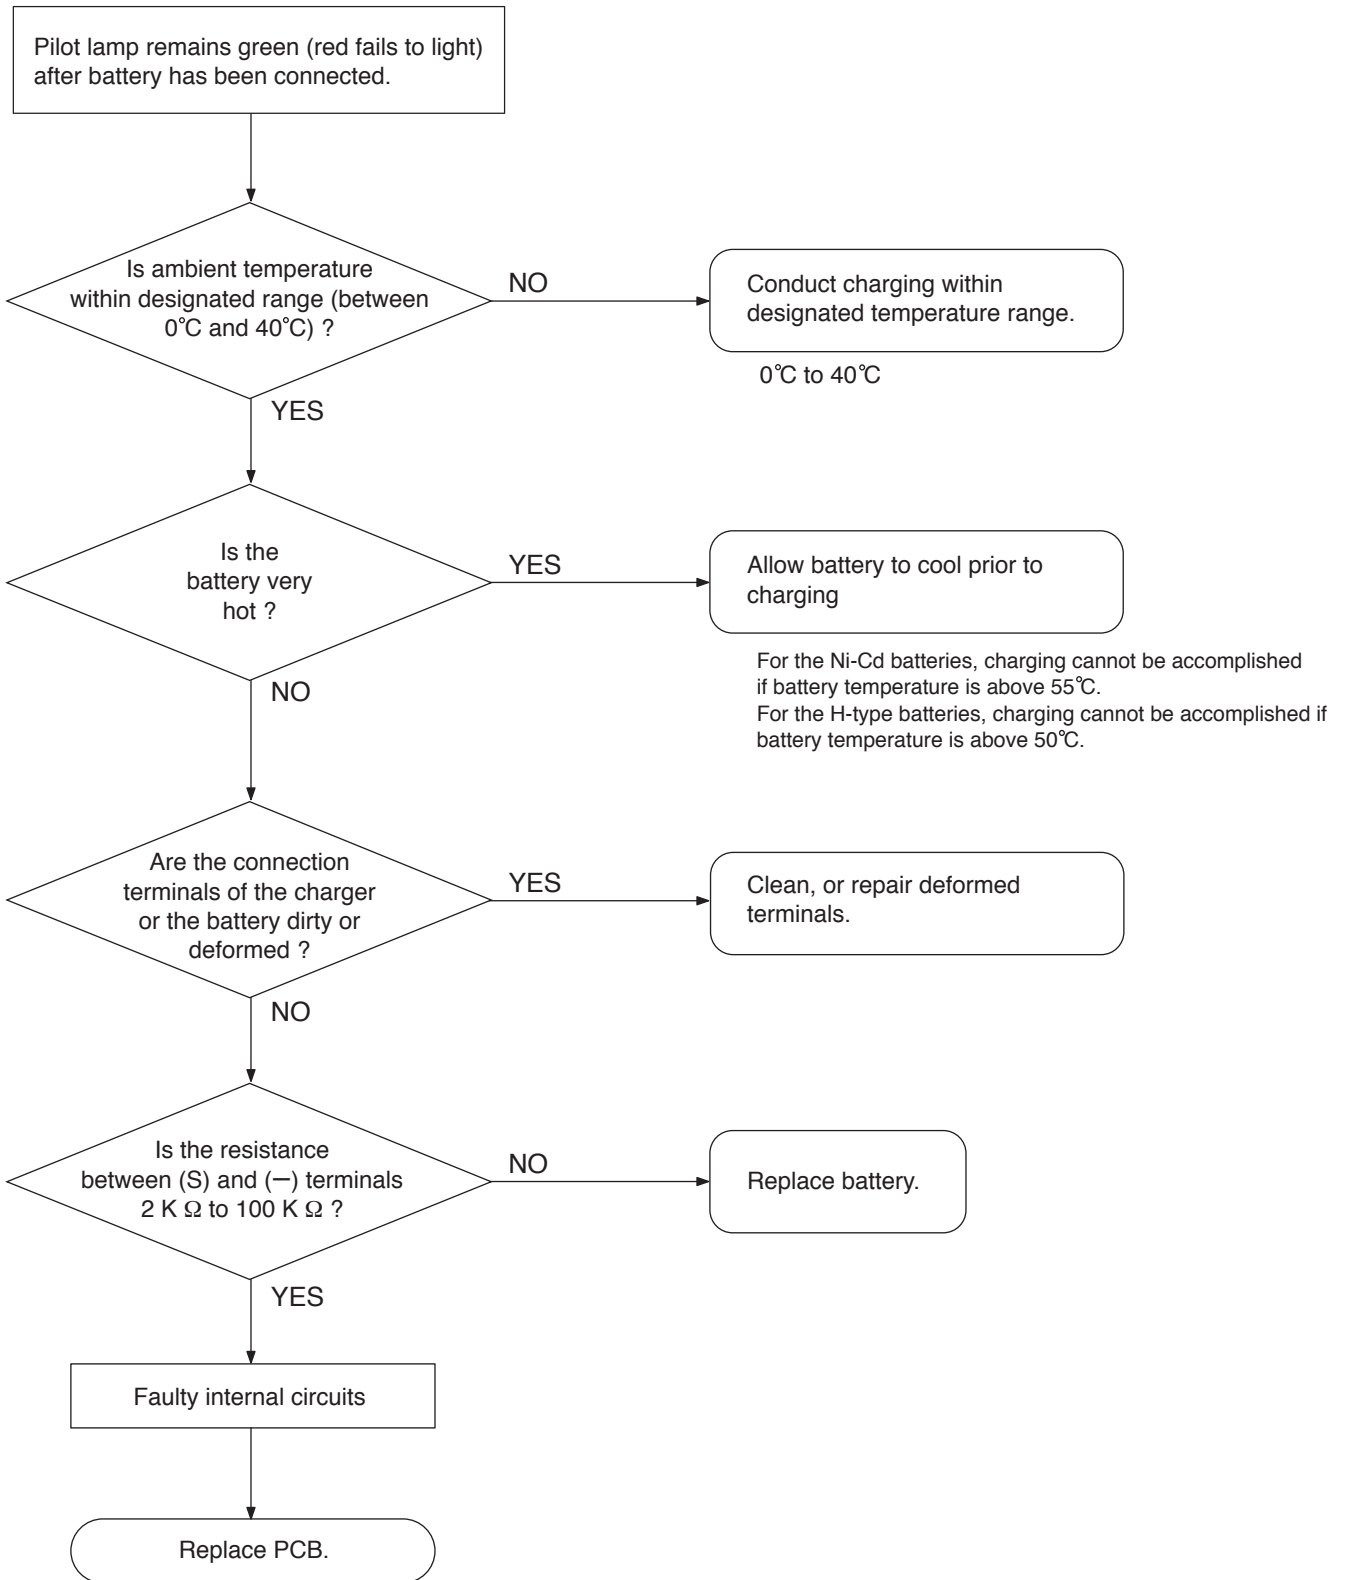 Pilot lamp remains green (red fails to light)
after battery has been connected.
Is ambient temperature
within designated range (between
0℃ and 40℃) ?
NO
Conduct charging within
designated temperature range.
0℃ to 40℃
YES
Is the
battery very
hot ?
YES
Allow battery to cool prior to
charging
For the Ni-Cd batteries, charging cannot be accomplished
if battery temperature is above 55℃.
For the H-type batteries, charging cannot be accomplished if
battery temperature is above 50℃.
NO
Are the connection
terminals of the charger
or the battery dirty or
deformed ?
YES
Clean, or repair deformed
terminals.
NO
Is the resistance
between (S) and (−) terminals
2 K Ω to 100 K Ω ?
NO
Replace battery.
YES
Faulty internal circuits
Replace PCB.